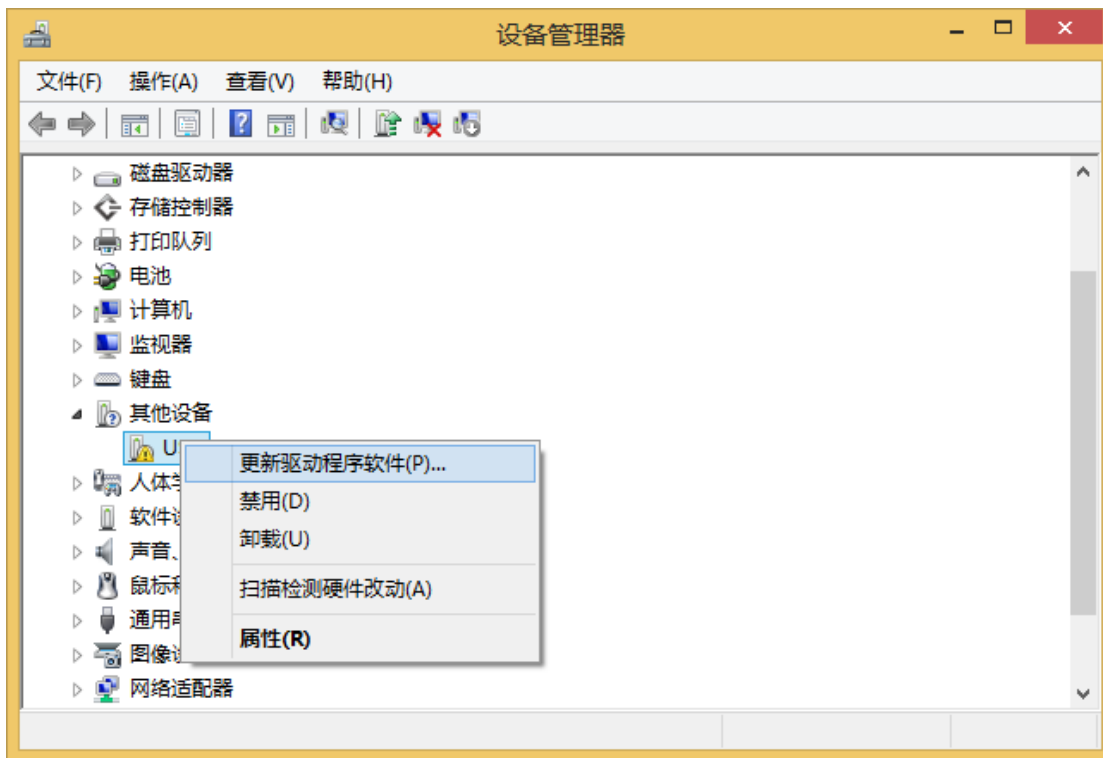 设备管理器
文件(F) 操作(A) 查看(V) 帮助(H)
磁盘驱动器
存储控制器
打印队列
电池
计算机
监视器
键盘
其他设备
更新驱动程序软件(P)...
人体
禁用(D)
软件
卸载(U)
声音、
鼠标
扫描检测硬件改动(A)
通用
属性(R)
图像
网络适配器